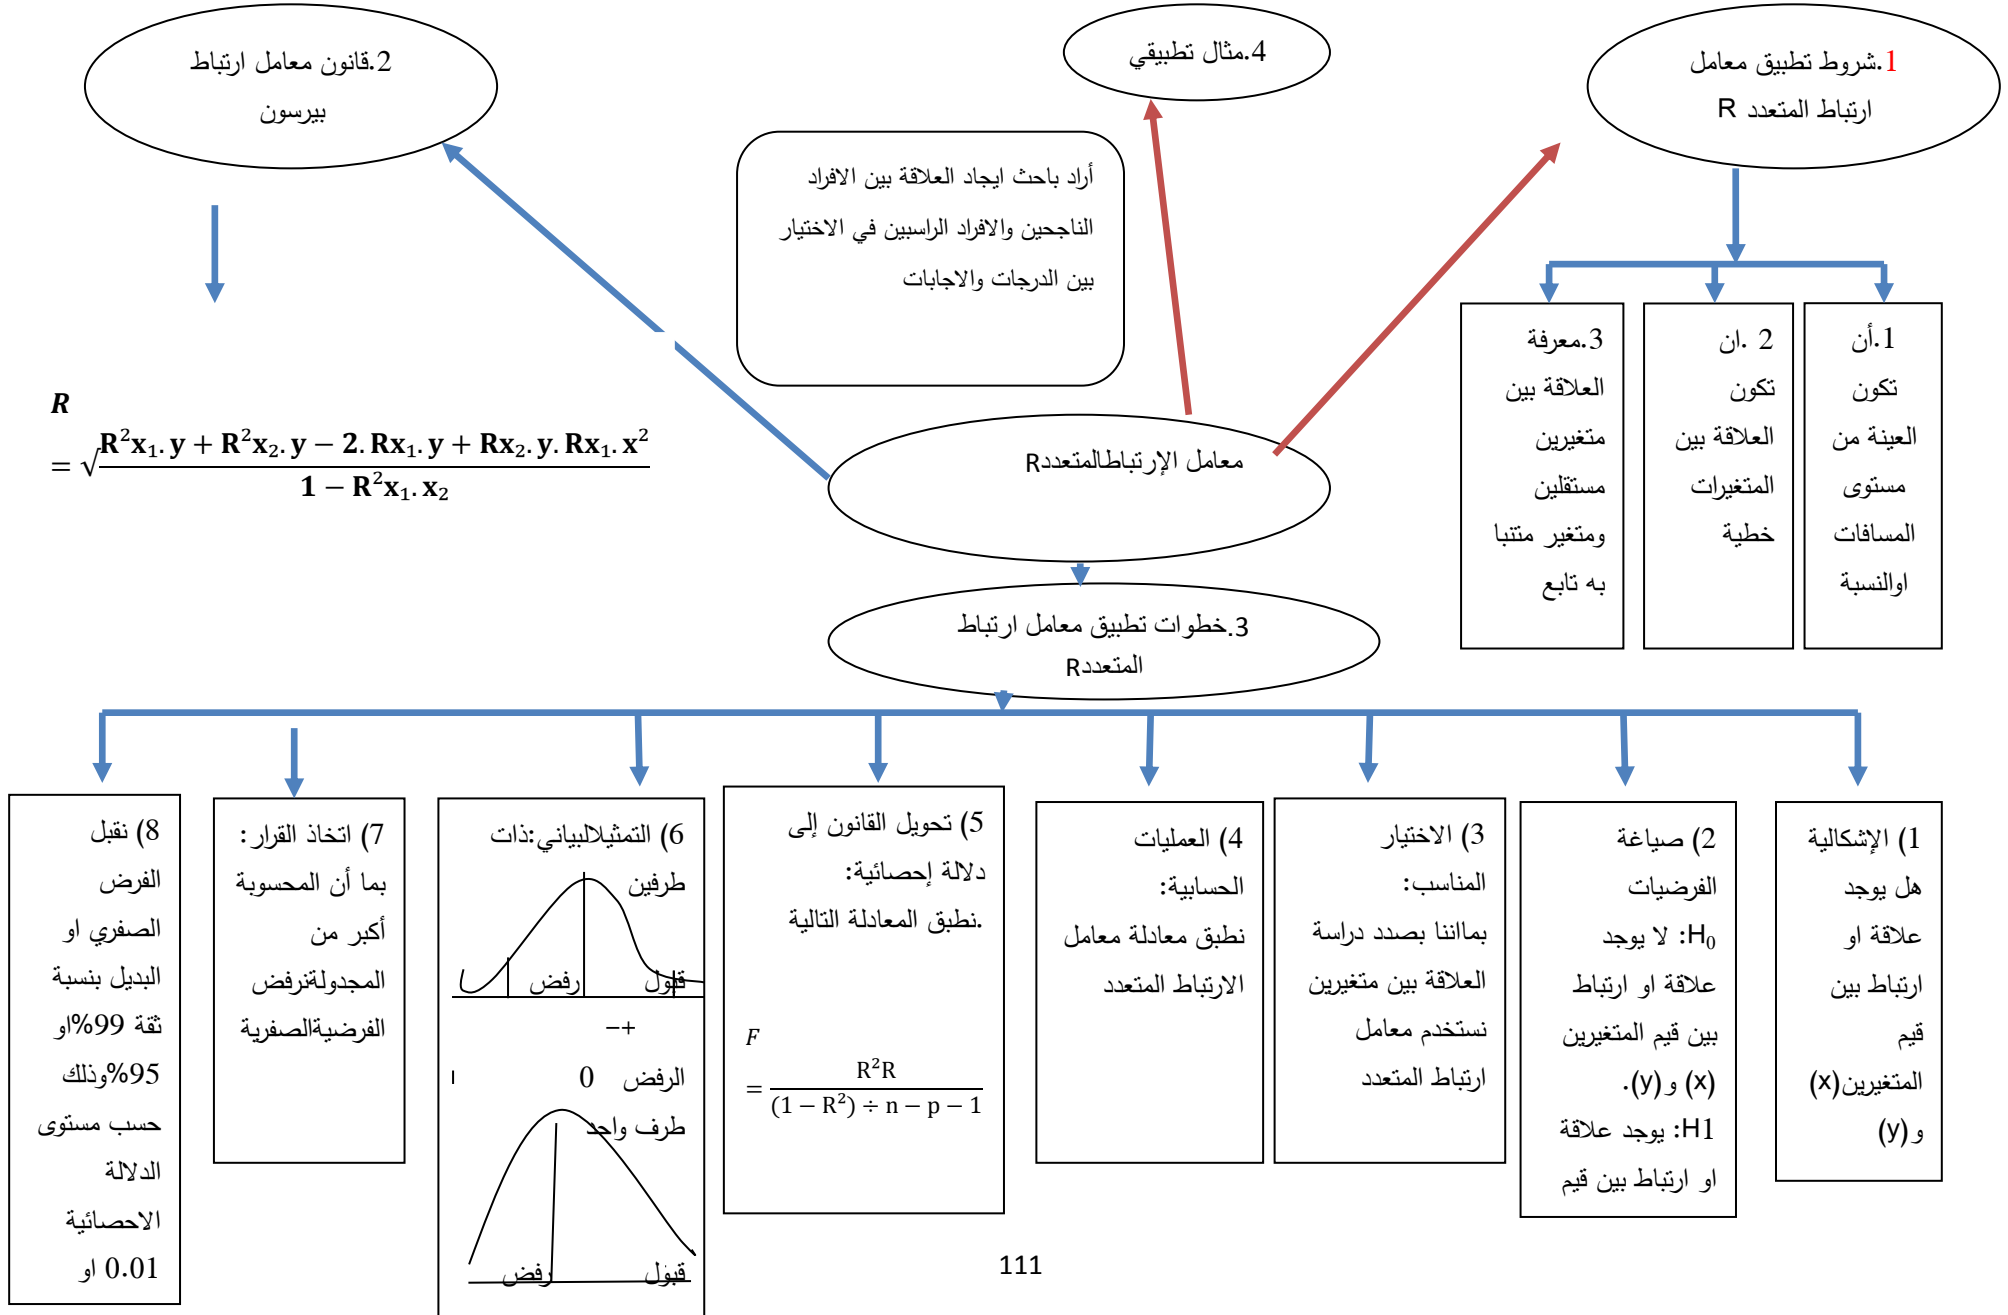 1.شروط تطبيق معامل
ارتباط المتعدد R
4.مثال تطبيقي
2.قانون معامل ارتباط
بيرسون
أراد باحث ايجاد العلاقة بين الافراد
الناجحين والافراد الراسبين في الاختيار
بين الدرجات والاجابات
1.أن
تكون
العينة من
مستوى
المسافات
اوالنسبة
2 .ان
تكون
العلاقة بين
المتغيرات
خطية
3.معرفة
العلاقة بين
متغيرين
مستقلين
ومتغير متنبا
به تابع
R
= √R²x₁.y + R²x₂.y − 2.Rx₁.y + Rx₂.y.Rx₁.x²
1 − R²x₁.x₂
معامل الإرتباطالمتعددR
3.خطوات تطبيق معامل ارتباط
المتعددR
1) الإشكالية
هل يوجد
علاقة او
ارتباط بين
قيم
المتغيرين(x)
و(y)
2) صياغة
الفرضيات
H₀: لا يوجد
علاقة او ارتباط
بين قيم المتغيرين
(x) و(y).
H1: يوجد علاقة
او ارتباط بين قيم
3) الاختيار
المناسب:
بمااننا بصدد دراسة
العلاقة بين متغيرين
نستخدم معامل
ارتباط المتعدد
4) العمليات
الحسابية:
نطبق معادلة معامل
الارتباط المتعدد
5) تحويل القانون إلى
دلالة إحصائية:
.نطبق المعادلة التالية
F
= R²R
(1 − R²) ÷ n − p − 1
6) التمثيلالبياني:ذات
طرفين
قبول رفض
−+
الرفض 0
طرف واحد
قبول رفض
7) اتخاذ القرار:
بما أن المحسوبة
أكبر من
المجدولةنرفض
الفرضيةالصفرية
8) نقبل
الفرض
الصفري او
البديل بنسبة
ثقة 99%او
95%وذلك
حسب مستوى
الدلالة
الاحصائية
0.01 او
111